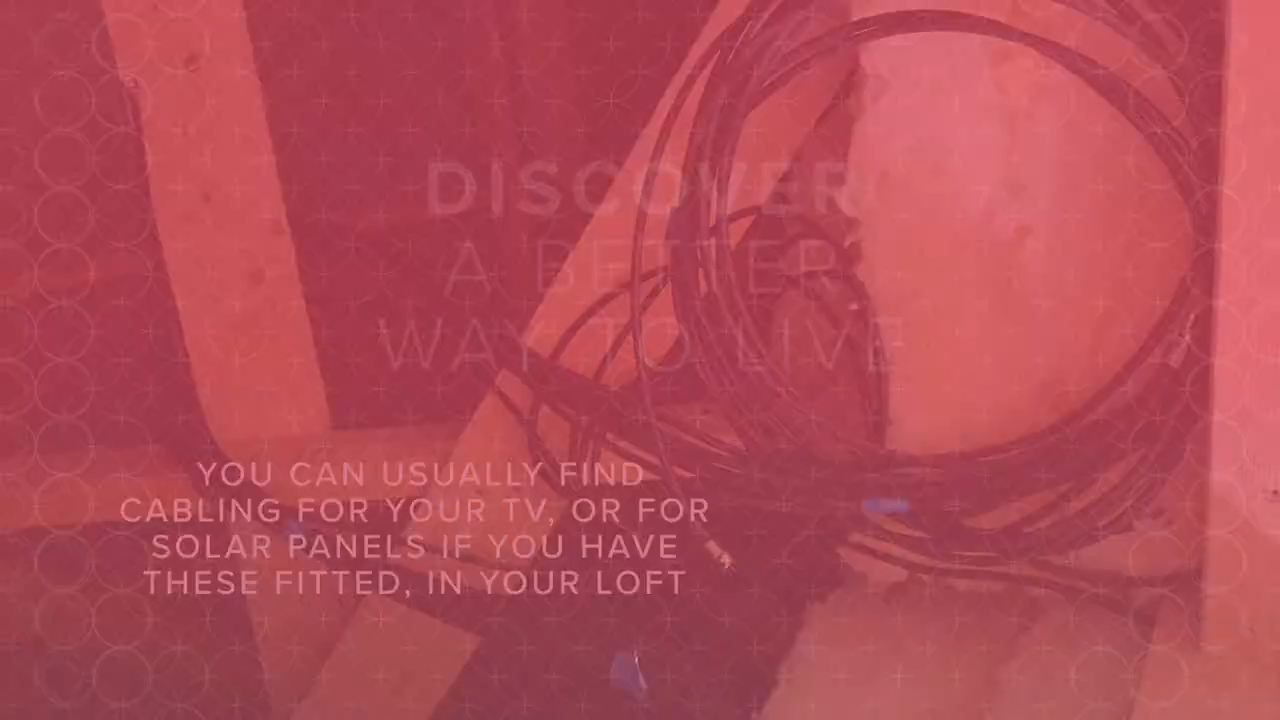 DISCOVER
A BETTER
WAY TO LIVE
YOU CAN USUALLY FIND
CABLING FOR YOUR TV, OR FOR
SOLAR PANELS IF YOU HAVE
THESE FITTED, IN YOUR LOFT